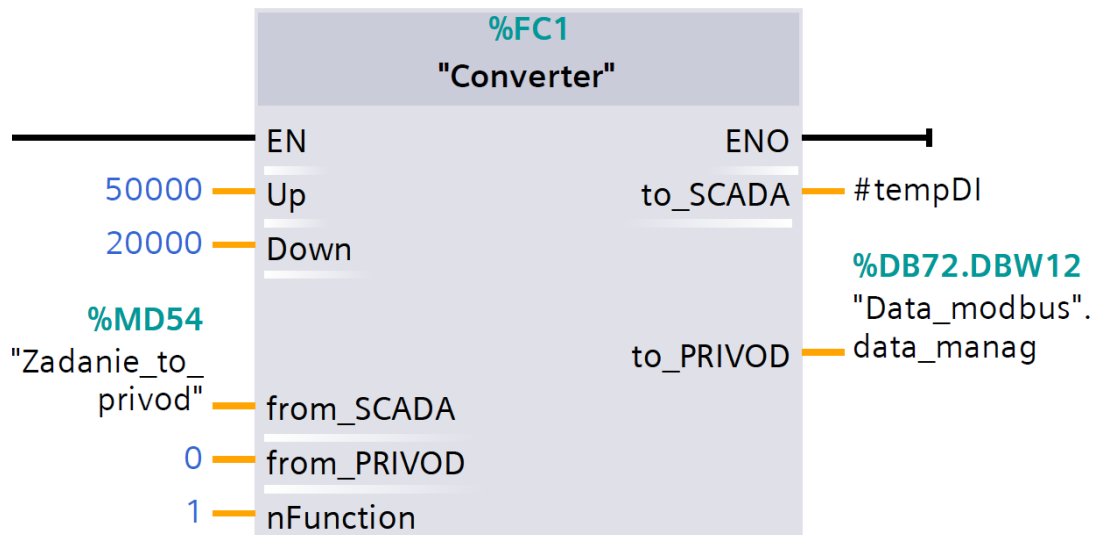 %FC1
"Converter"
EN
ENO
50000
Up
to_SCADA
#tempDI
20000
Down
%DB72.DBW12
"Data_modbus".
data_manag
to_PRIVOD
%MD54
"Zadanie_to_
privod"
from_SCADA
0
from_PRIVOD
1
nFunction